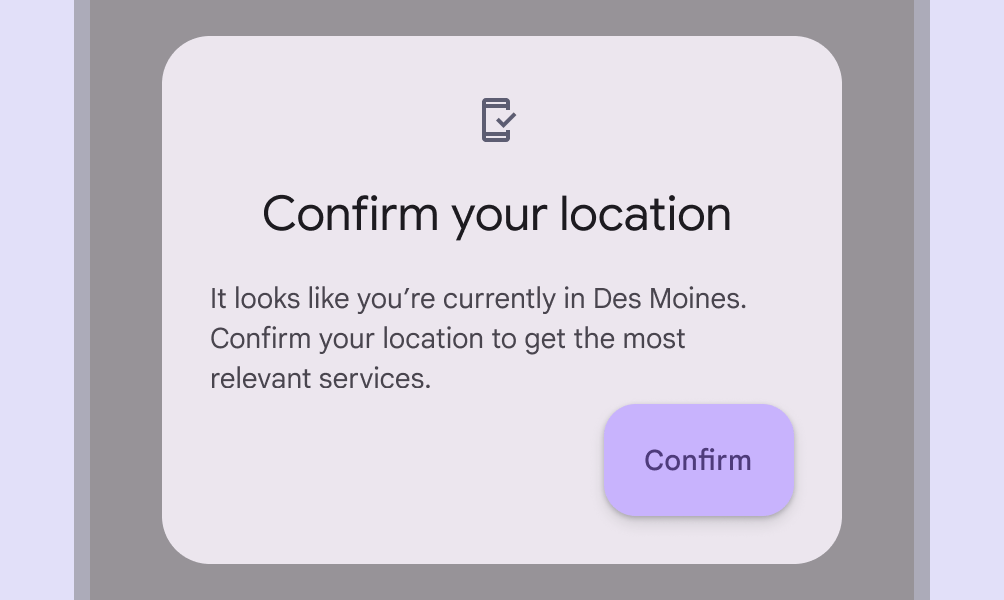 Confirm your location
It looks like you’re currently in Des Moines.
Confirm your location to get the most
relevant services.
Confirm